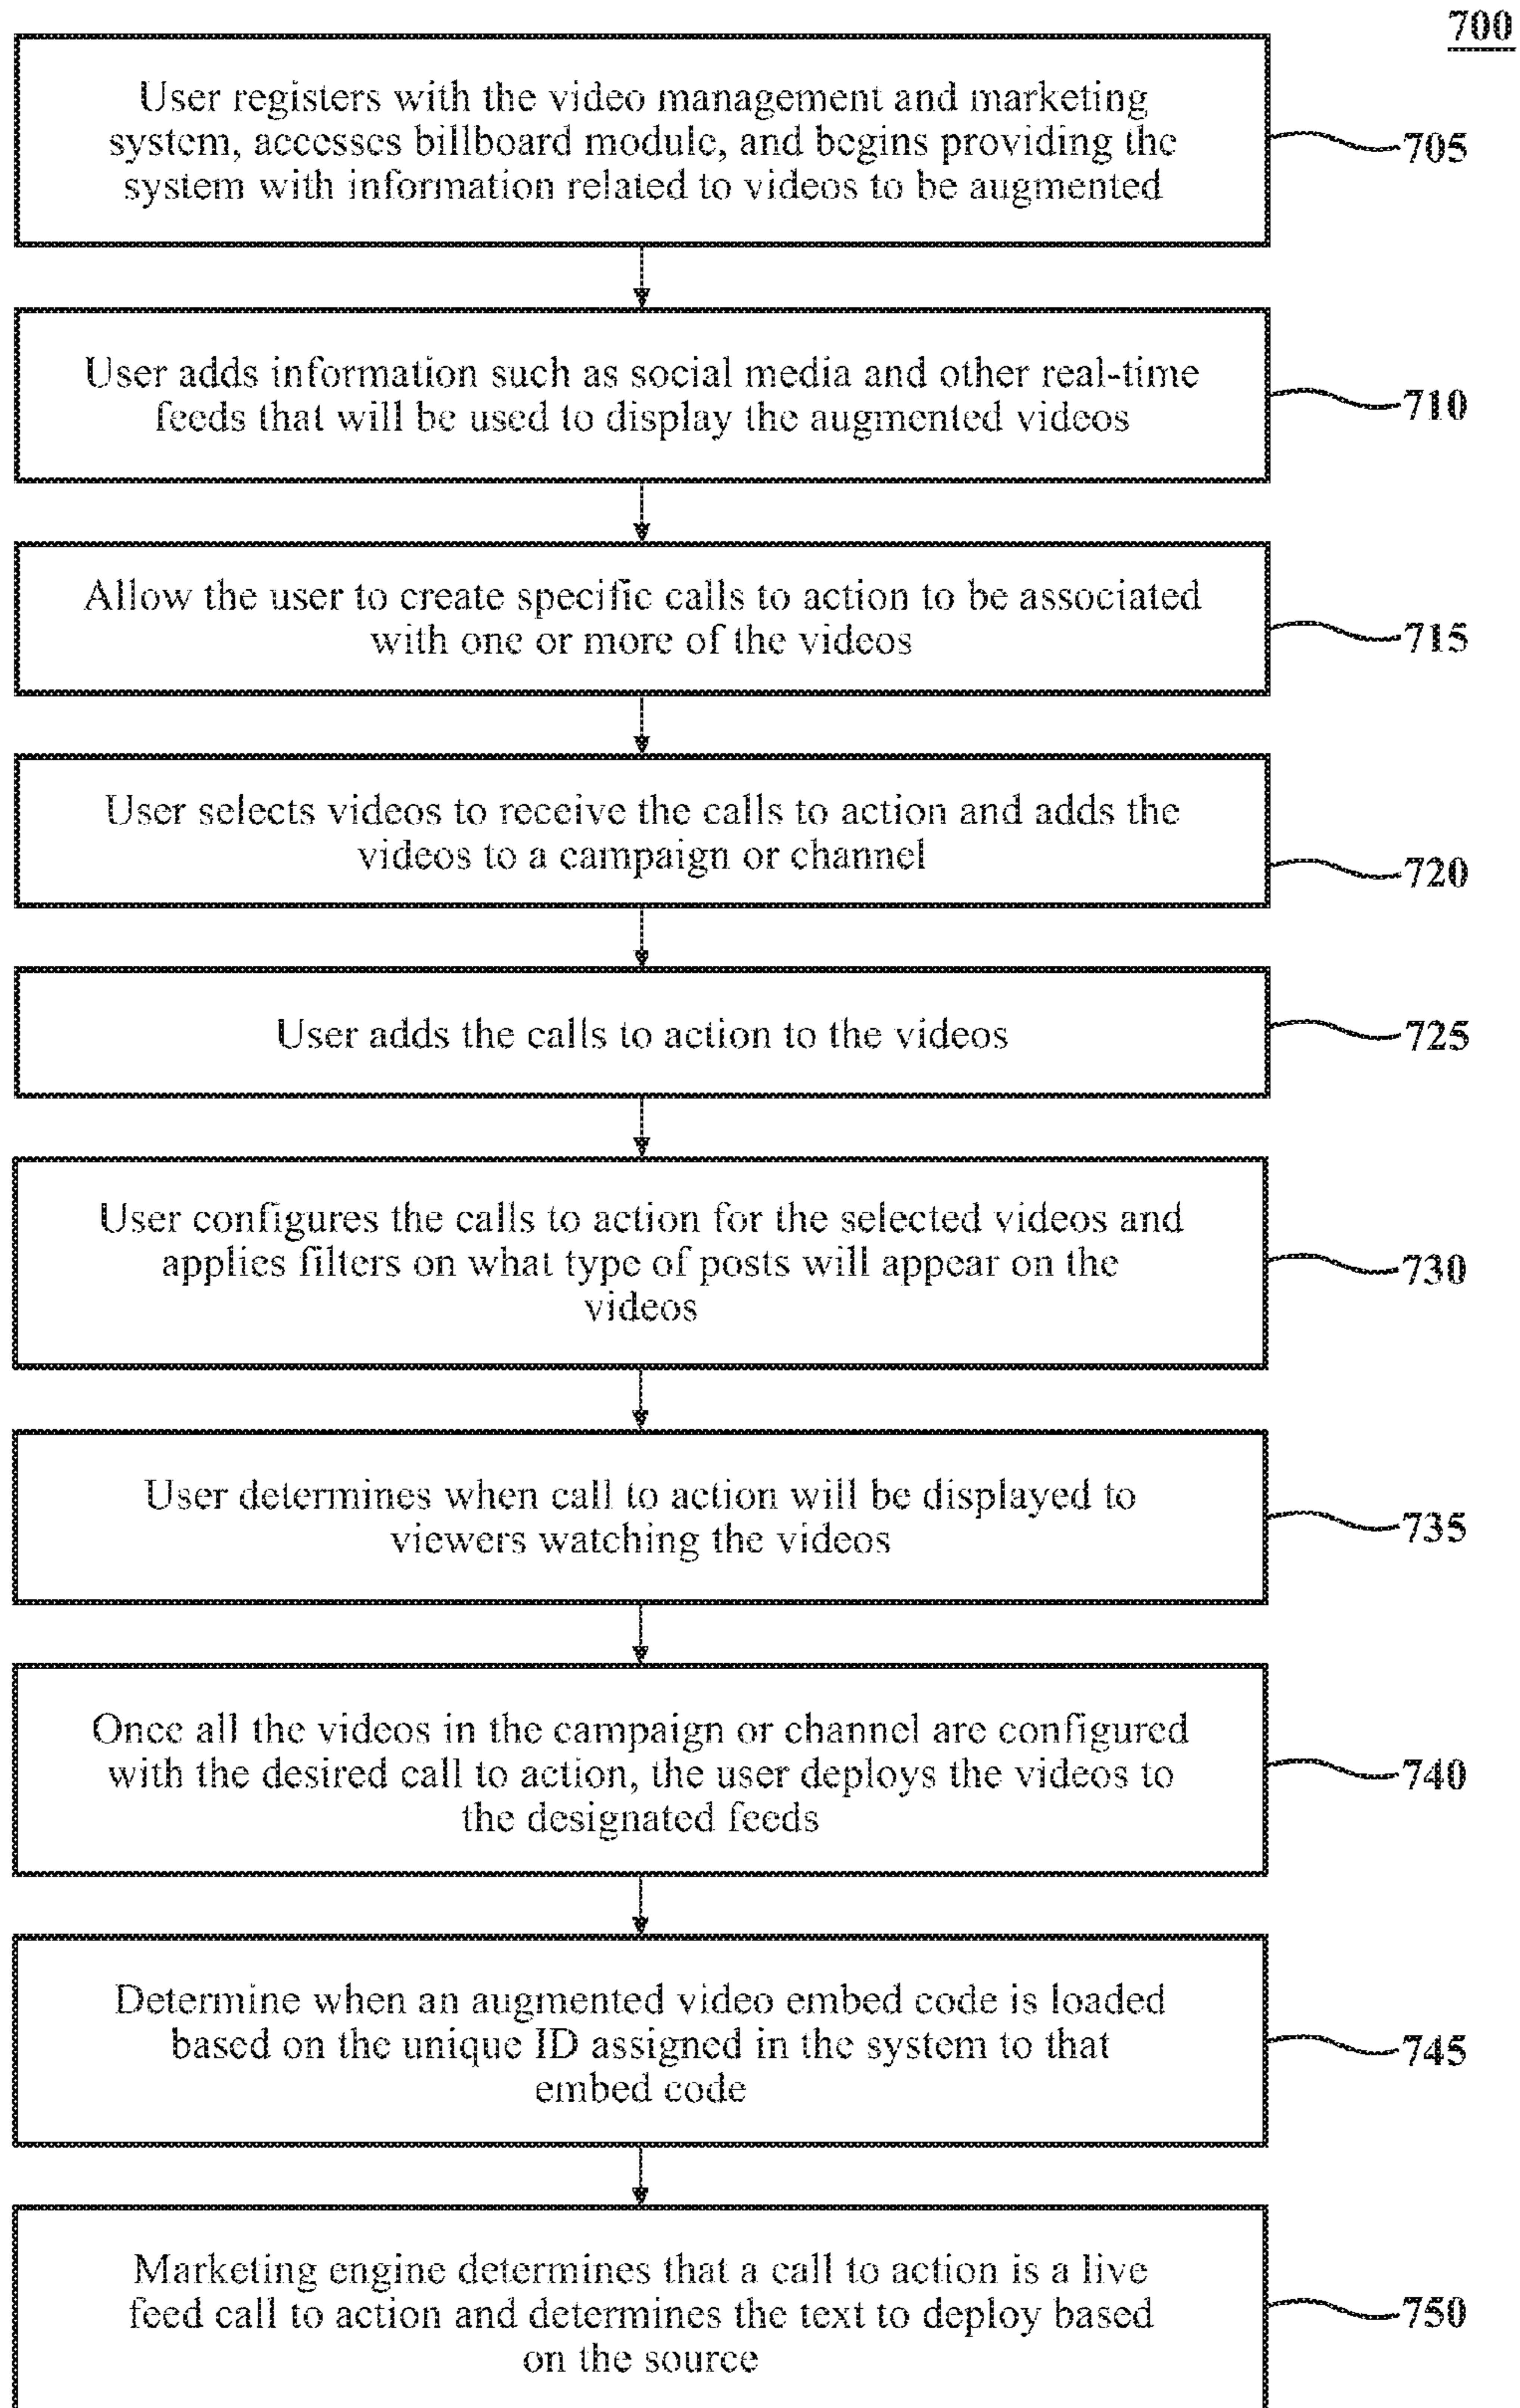 700
User registers with the video management and marketing
system, accesses billboard module, and begins providing the
system with information related to videos to be augmented
705
User adds information such as social media and other real-time
feeds that will be used to display the augmented videos
710
Allow the user to create specific calls to action to be associated
with one or more of the videos
715
User selects videos to receive the calls to action and adds the
videos to a campaign or channel
720
User adds the calls to action to the videos
725
User configures the calls to action for the selected videos and
applies filters on what type of posts will appear on the
videos
730
User determines when call to action will be displayed to
viewers watching the videos
735
Once all the videos in the campaign or channel are configured
with the desired call to action, the user deploys the videos to
the designated feeds
740
Determine when an augmented video embed code is loaded
based on the unique ID assigned in the system to that
embed code
745
Marketing engine determines that a call to action is a live
feed call to action and determines the text to deploy based
on the source
750